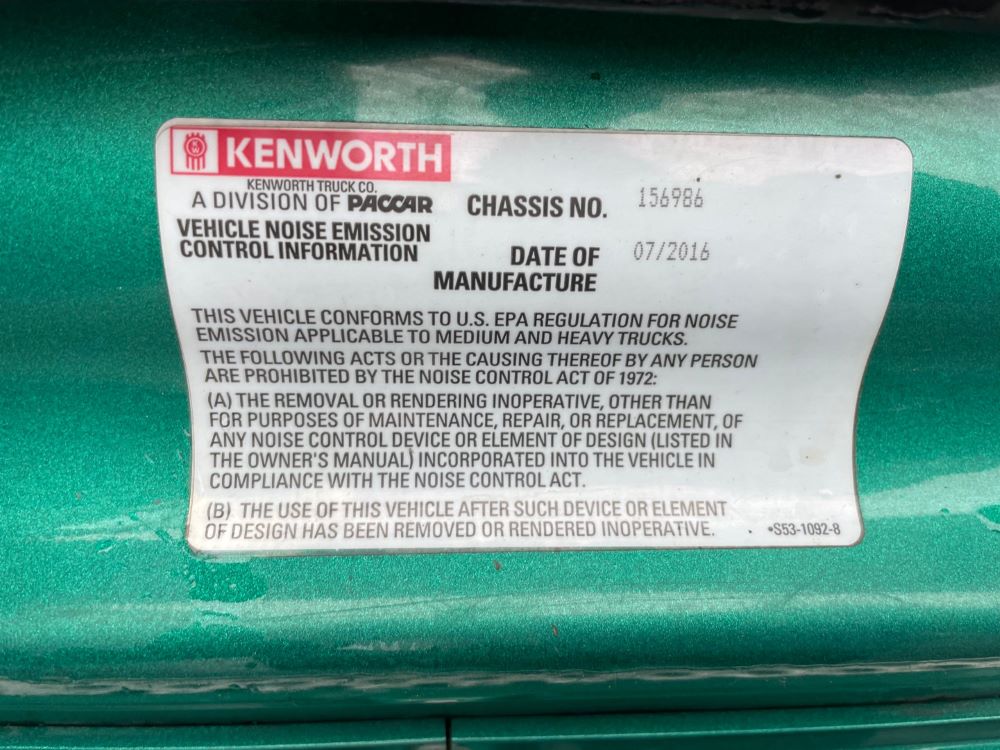 KENWORTH
KENWORTH TRUCK CO.
A DIVISION OF PACCAR
VEHICLE NOISE EMISSION
CONTROL INFORMATION
CHASSIS NO. 156986
DATE OF 07/2016
MANUFACTURE
THIS VEHICLE CONFORMS TO U.S. EPA REGULATION FOR NOISE
EMISSION APPLICABLE TO MEDIUM AND HEAVY TRUCKS.
THE FOLLOWING ACTS OR THE CAUSING THEREOF BY ANY PERSON
ARE PROHIBITED BY THE NOISE CONTROL ACT OF 1972:
(A) THE REMOVAL OR RENDERING INOPERATIVE, OTHER THAN
FOR PURPOSES OF MAINTENANCE, REPAIR, OR REPLACEMENT, OF
ANY NOISE CONTROL DEVICE OR ELEMENT OF DESIGN (LISTED IN
THE OWNER'S MANUAL) INCORPORATED INTO THE VEHICLE IN
COMPLIANCE WITH THE NOISE CONTROL ACT.
(B) THE USE OF THIS VEHICLE AFTER SUCH DEVICE OR ELEMENT
OF DESIGN HAS BEEN REMOVED OR RENDERED INOPERATIVE.
•S53-1092-8